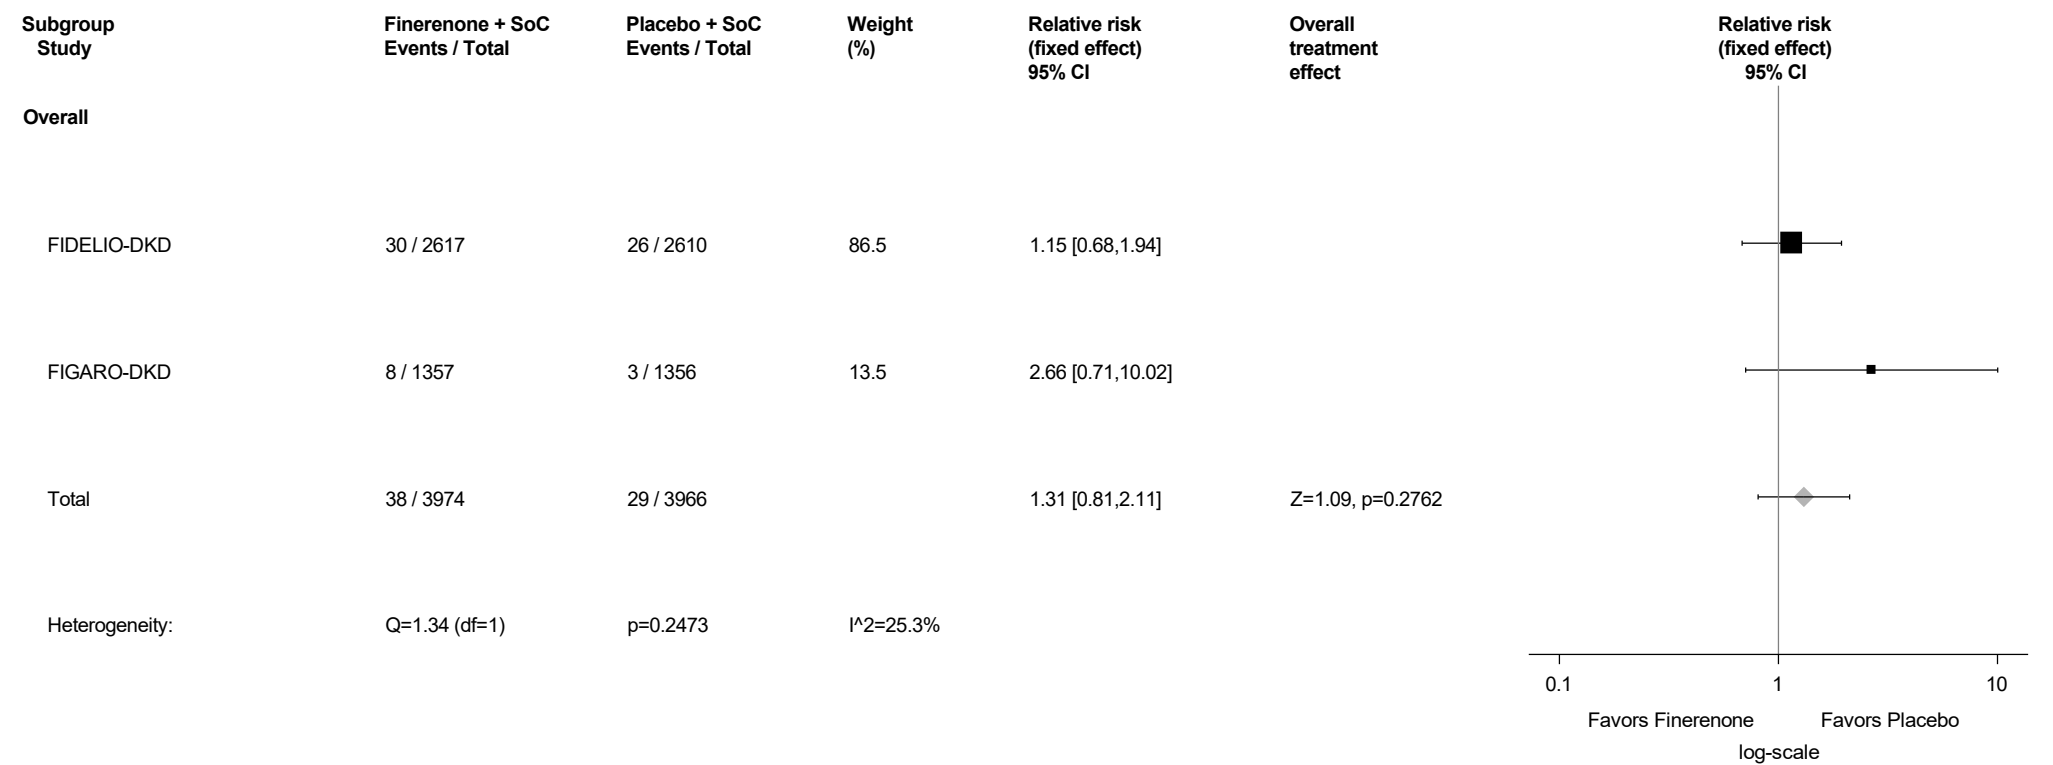 Subgroup Finerenone + SoC Placebo + SoC Weight Relative risk Overall Relative risk
Study Events / Total Events / Total (%) (fixed effect) treatment (fixed effect)
95% CI effect 95% CI
Overall
FIDELIO-DKD 30 / 2617 26 / 2610 86.5 1.15 [0.68,1.94]
FIGARO-DKD 8 / 1357 3 / 1356 13.5 2.66 [0.71,10.02]
Total 38 / 3974 29 / 3966 1.31 [0.81,2.11] Z=1.09, p=0.2762
Heterogeneity: Q=1.34 (df=1) p=0.2473 I^2=25.3%
0.1 1 10
Favors Finerenone Favors Placebo
log-scale